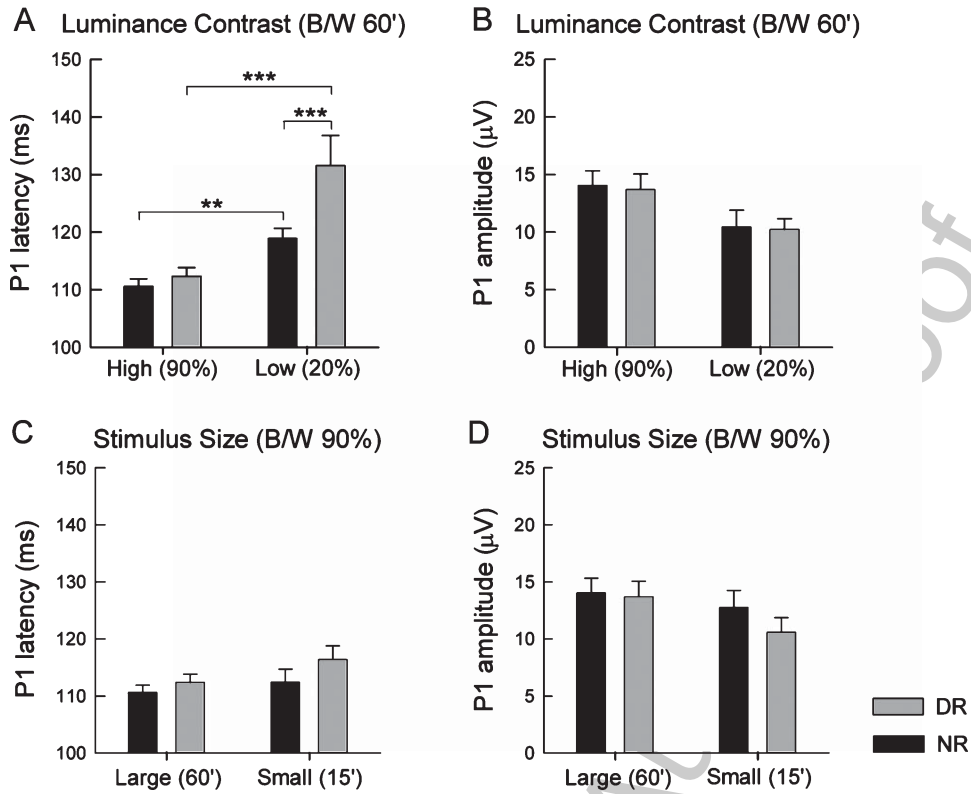 A Luminance Contrast (B/W 60')
P1 latency (ms)
150
140
130
120
110
100
***
***
**
High (90%) Low (20%)
B Luminance Contrast (B/W 60')
P1 amplitude (μV)
25
20
15
10
5
0
High (90%) Low (20%)
C Stimulus Size (B/W 90%)
P1 latency (ms)
150
140
130
120
110
100
Large (60') Small (15')
D Stimulus Size (B/W 90%)
P1 amplitude (μV)
25
20
15
10
5
0
Large (60') Small (15')
DR
NR